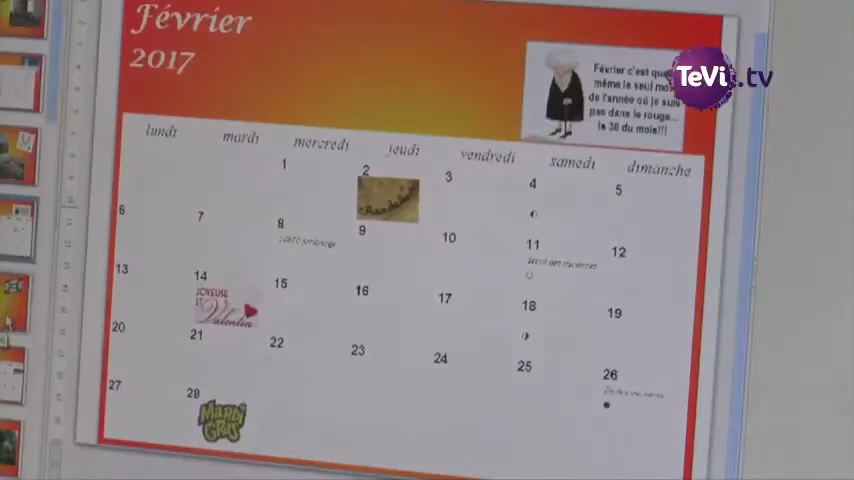 Février
2017
TeVi.tv
Février c'est
même le seul
de l'année où je suis
pas dans le rouge...
le 30 du mois!!!
lundi mardi mercredi jeudi vendredi samedi dimanche
1 2 3 4 5
6 7 8 9 10 11 12
début des vacances
13 14 15 16 17 18 19
JOYEUSE
St Valentin
20 21 22 23 24 25 26
27 28
MARDI
GRAS